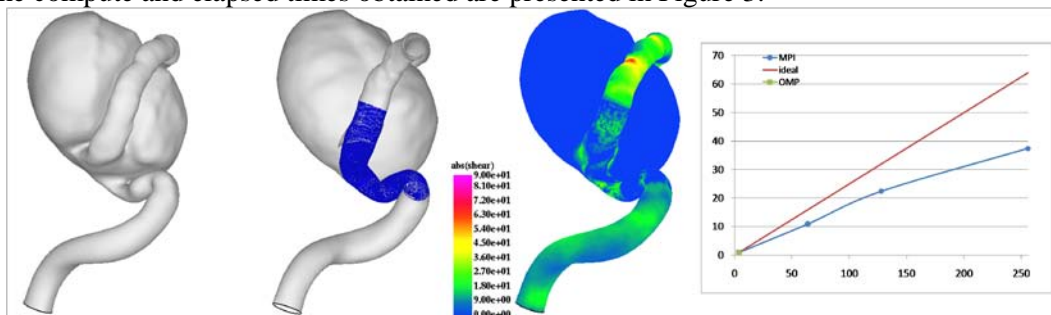 ne compute and elapsed times obtained are presented in Figure 3.
abs(shear)
9.00e+01
8.10e+01
7.20e+01
6.30e+01
5.40e+01
4.50e+01
3.60e+01
2.70e+01
1.80e+01
9.00e+00
0.00e+00
70
60
50
40
30
20
10
0
MPI
ideal
OMP
0 50 100 150 200 250